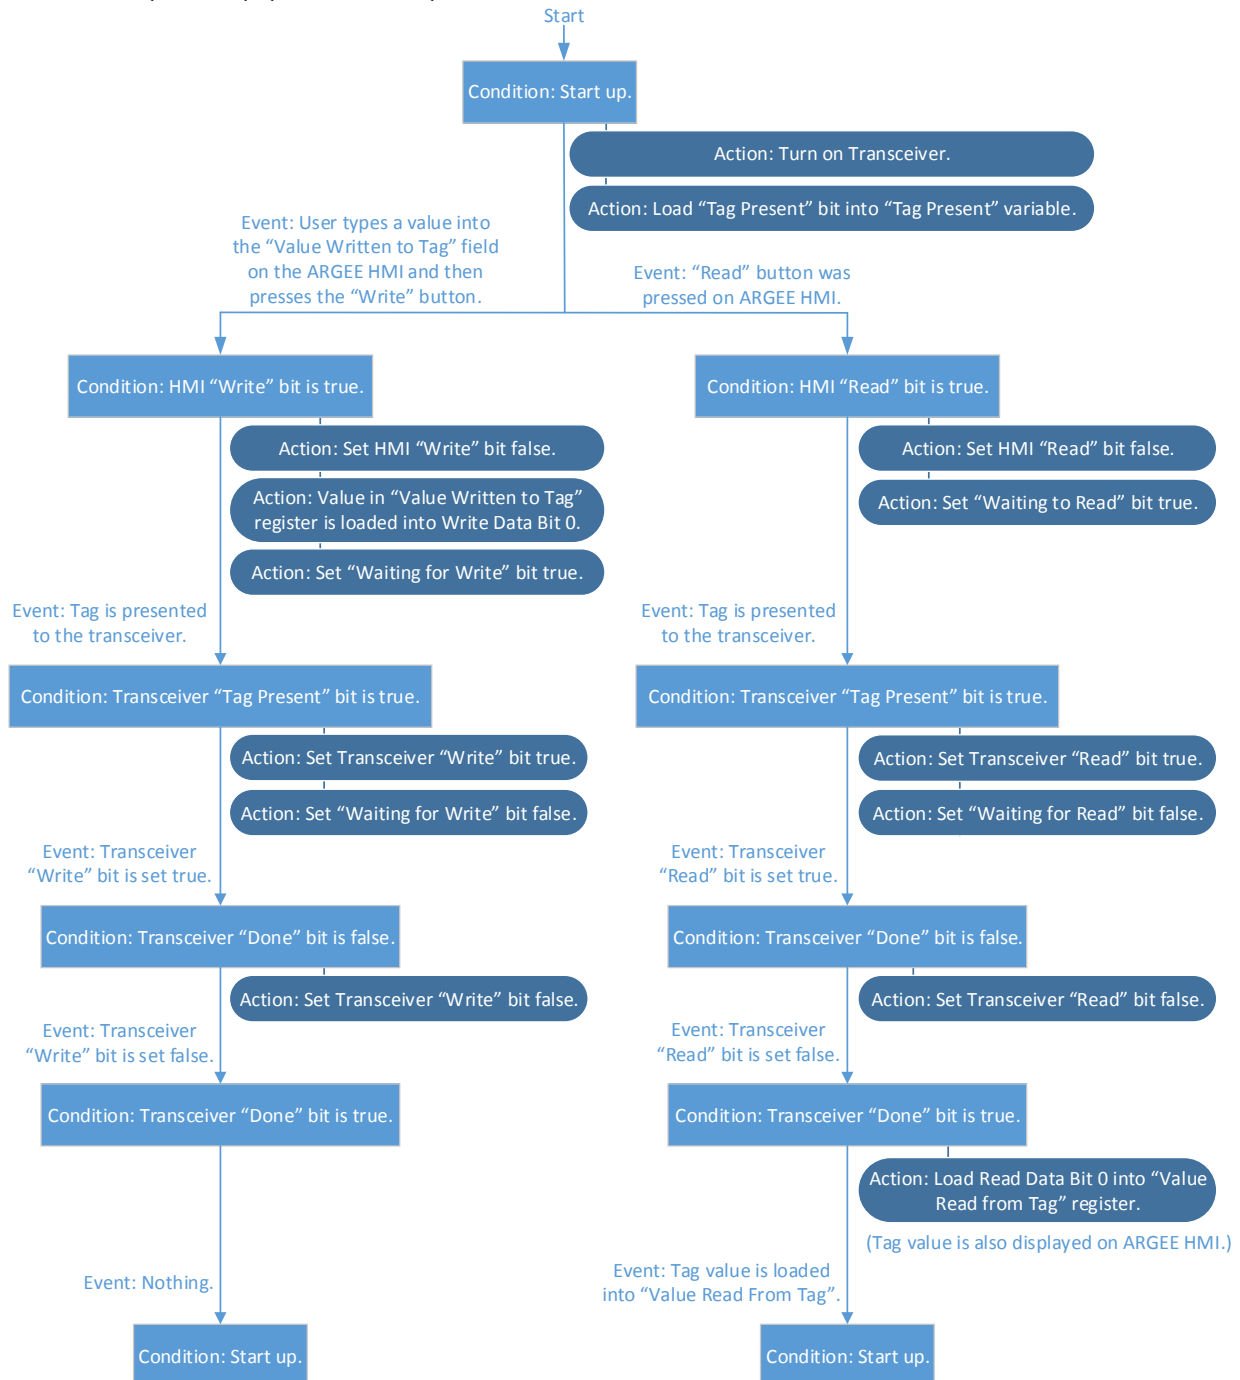 Start
Condition: Start up.
Action: Turn on Transceiver.
Action: Load “Tag Present” bit into “Tag Present” variable.
Event: User types a value into
the “Value Written to Tag” field
on the ARGEE HMI and then
presses the “Write” button.
Event: “Read” button was
pressed on ARGEE HMI.
Condition: HMI “Write” bit is true.
Action: Set HMI “Write” bit false.
Action: Value in “Value Written to Tag”
register is loaded into Write Data Bit 0.
Action: Set “Waiting for Write” bit true.
Event: Tag is presented
to the transceiver.
Condition: Transceiver “Tag Present” bit is true.
Action: Set Transceiver “Write” bit true.
Action: Set “Waiting for Write” bit false.
Event: Transceiver
“Write” bit is set true.
Condition: Transceiver “Done” bit is false.
Action: Set Transceiver “Write” bit false.
Event: Transceiver
“Write” bit is set false.
Condition: Transceiver “Done” bit is true.
Event: Nothing.
Condition: Start up.
Condition: HMI “Read” bit is true.
Action: Set HMI “Read” bit false.
Action: Set “Waiting to Read” bit true.
Event: Tag is presented
to the transceiver.
Condition: Transceiver “Tag Present” bit is true.
Action: Set Transceiver “Read” bit true.
Action: Set “Waiting for Read” bit false.
Event: Transceiver
“Read” bit is set true.
Condition: Transceiver “Done” bit is false.
Action: Set Transceiver “Read” bit false.
Event: Transceiver
“Read” bit is set false.
Condition: Transceiver “Done” bit is true.
Action: Load Read Data Bit 0 into “Value
Read from Tag” register.
(Tag value is also displayed on ARGEE HMI.)
Event: Tag value is loaded
into “Value Read From Tag”.
Condition: Start up.